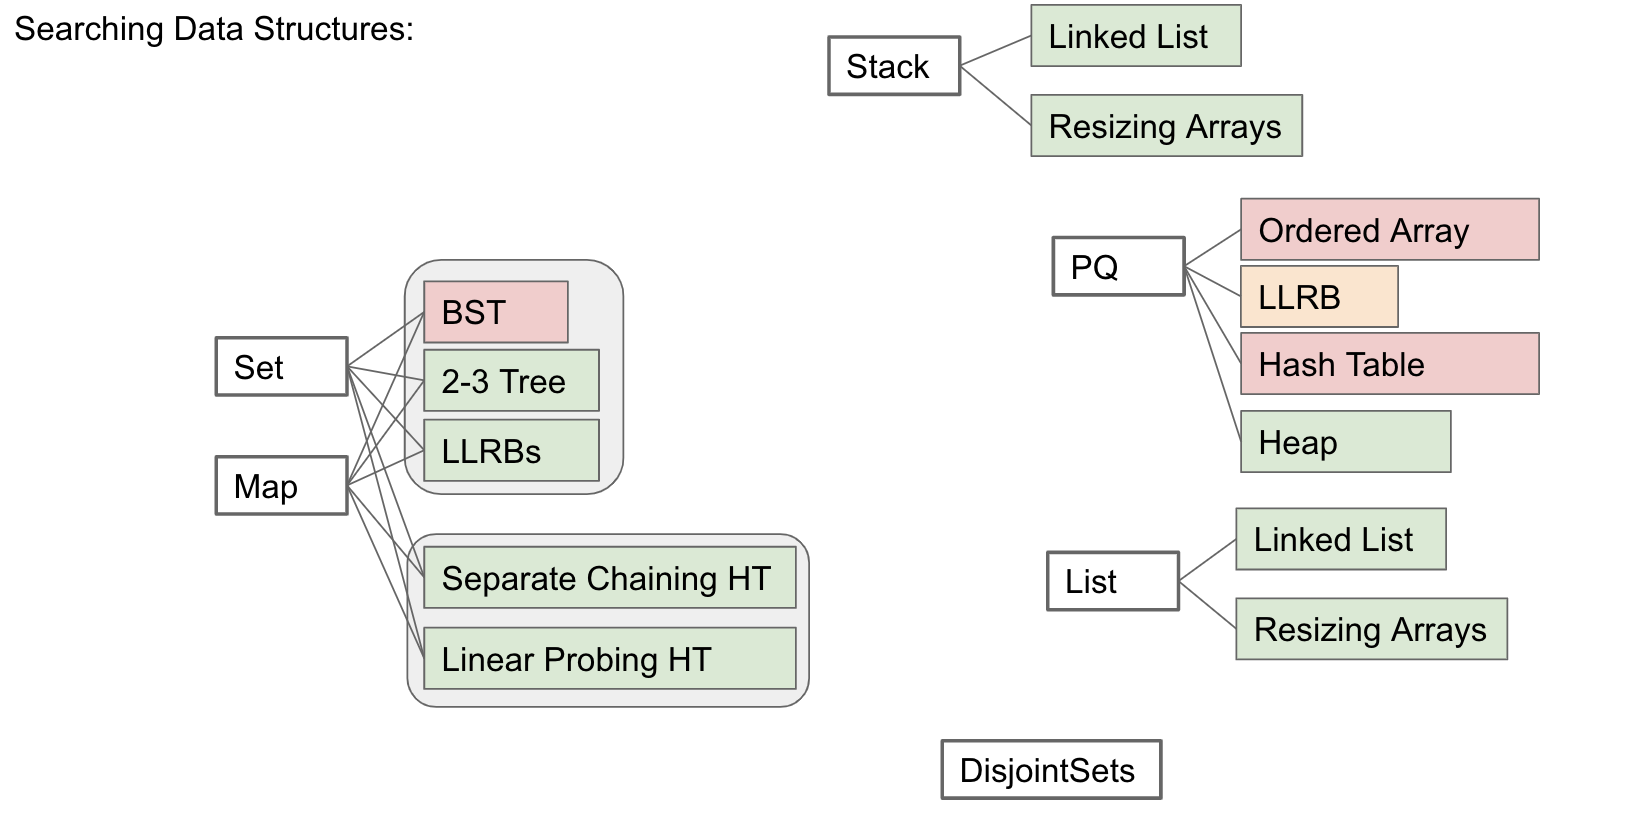 Searching Data Structures:
Stack
Linked List
Resizing Arrays
PQ
Ordered Array
LLRB
Hash Table
Heap
Set
Map
BST
2-3 Tree
LLRBs
Separate Chaining HT
Linear Probing HT
List
Linked List
Resizing Arrays
DisjointSets